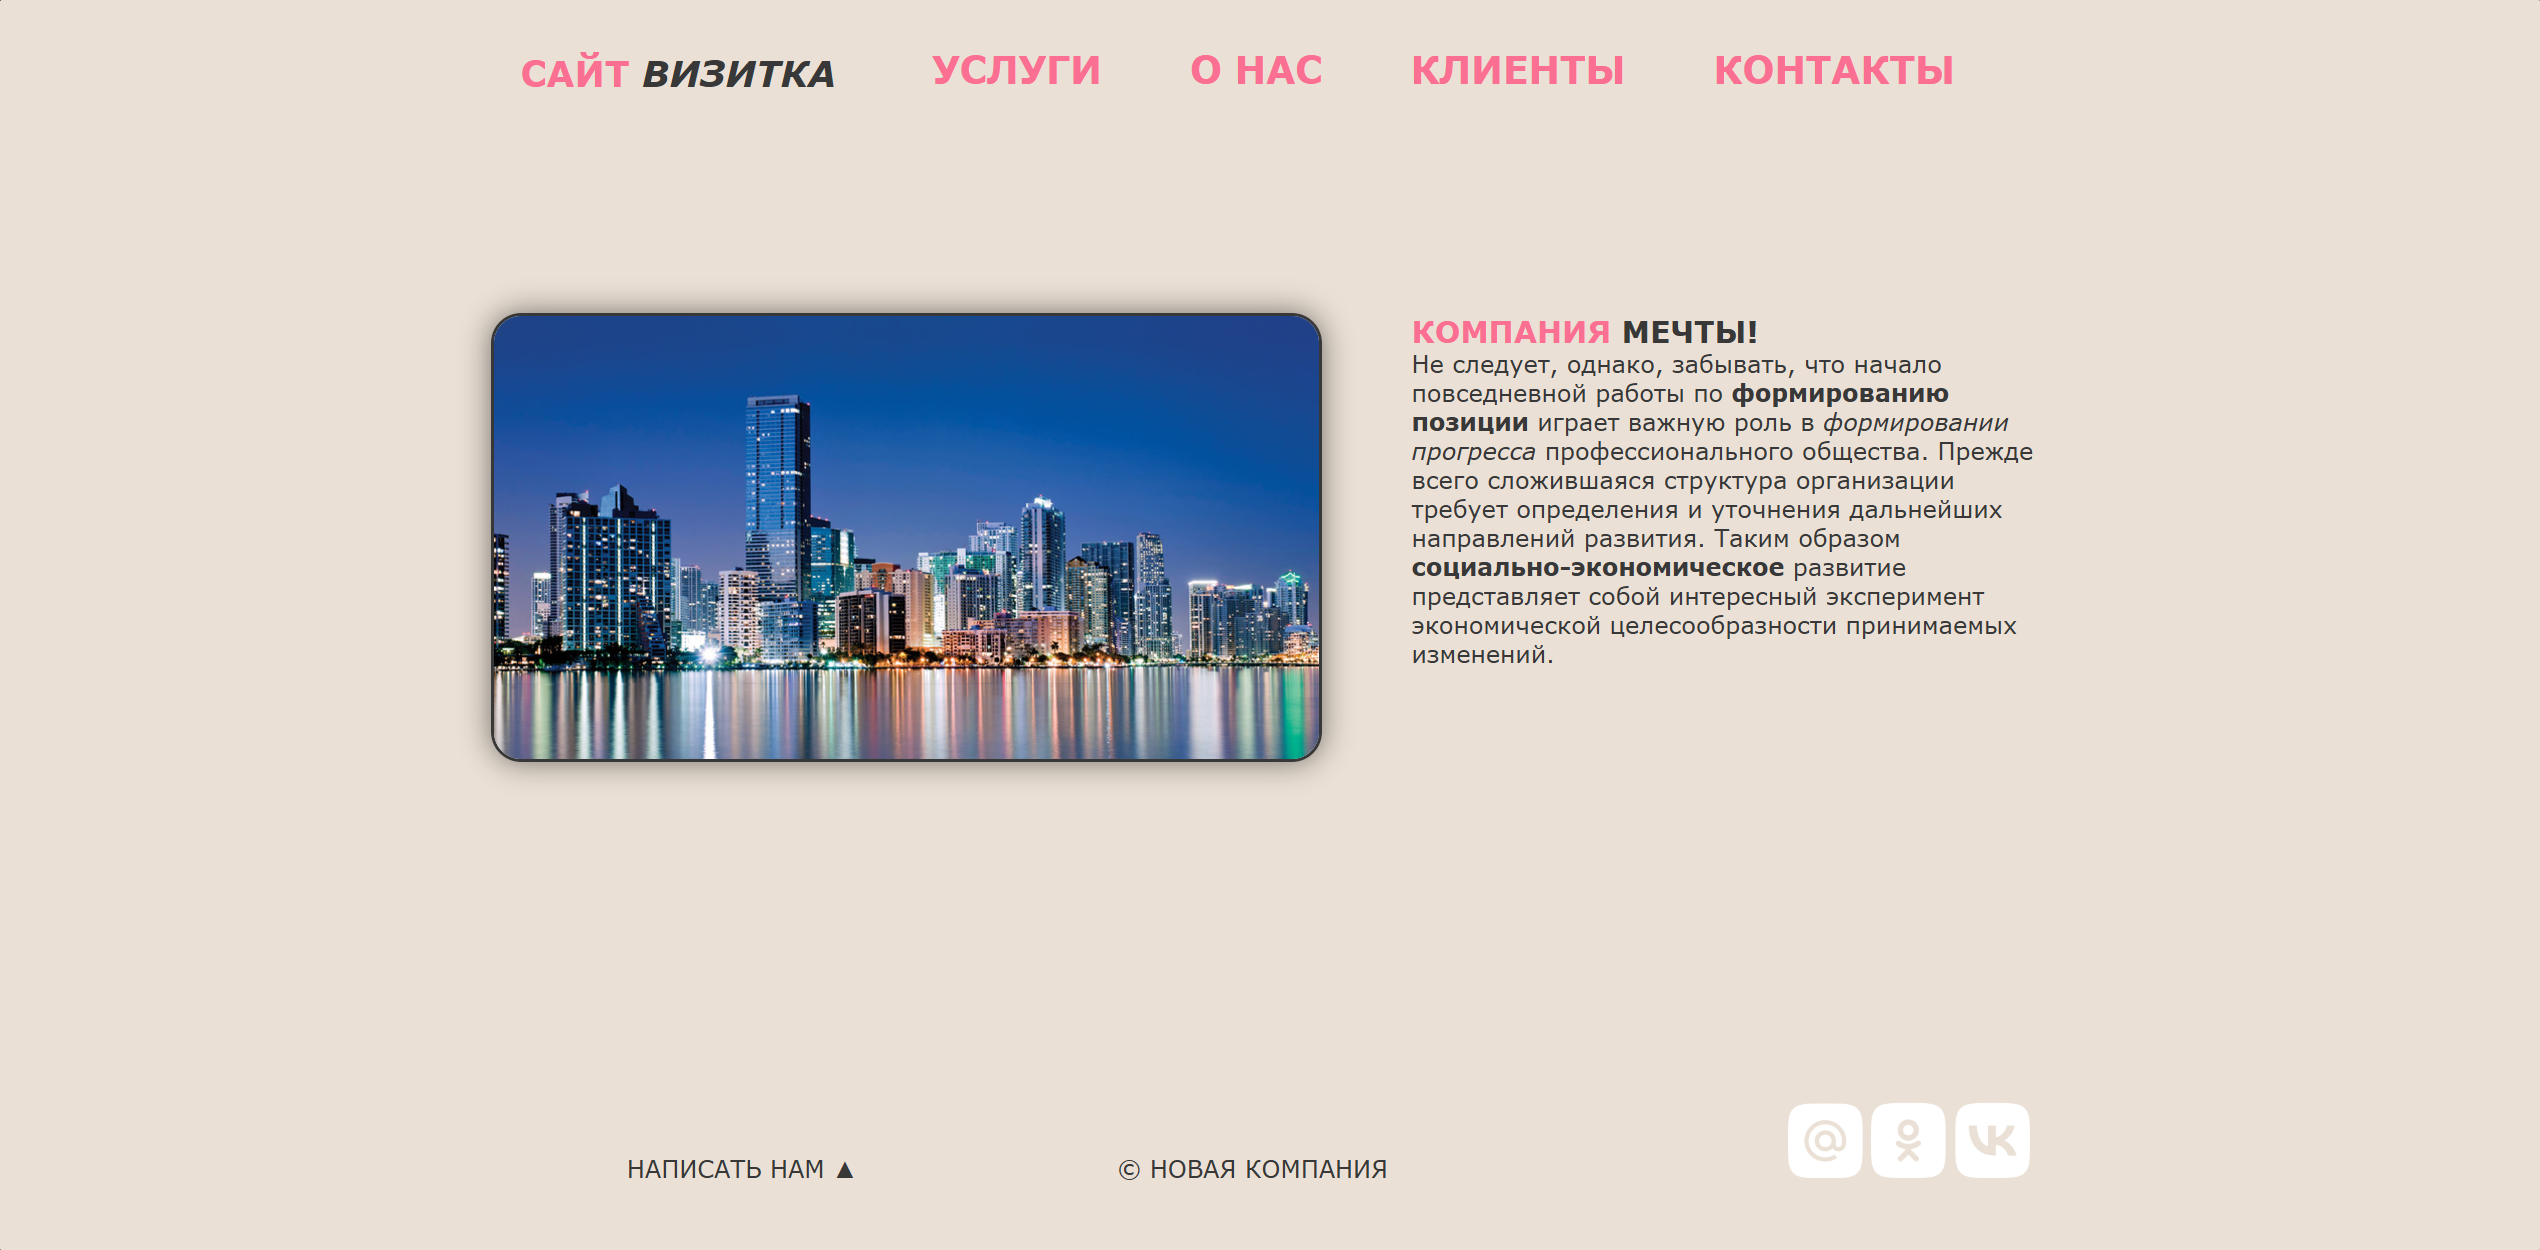 САЙТ ВИЗИТКА УСЛУГИ О НАС КЛИЕНТЫ КОНТАКТЫ
КОМПАНИЯ МЕЧТЫ!
Не следует, однако, забывать, что начало
повседневной работы по формированию
позиции играет важную роль в формировании
прогресса профессионального общества. Прежде
всего сложившаяся структура организации
требует определения и уточнения дальнейших
направлений развития. Таким образом
социально-экономическое развитие
представляет собой интересный эксперимент
экономической целесообразности принимаемых
изменений.
НАПИСАТЬ НАМ ▲ © НОВАЯ КОМПАНИЯ